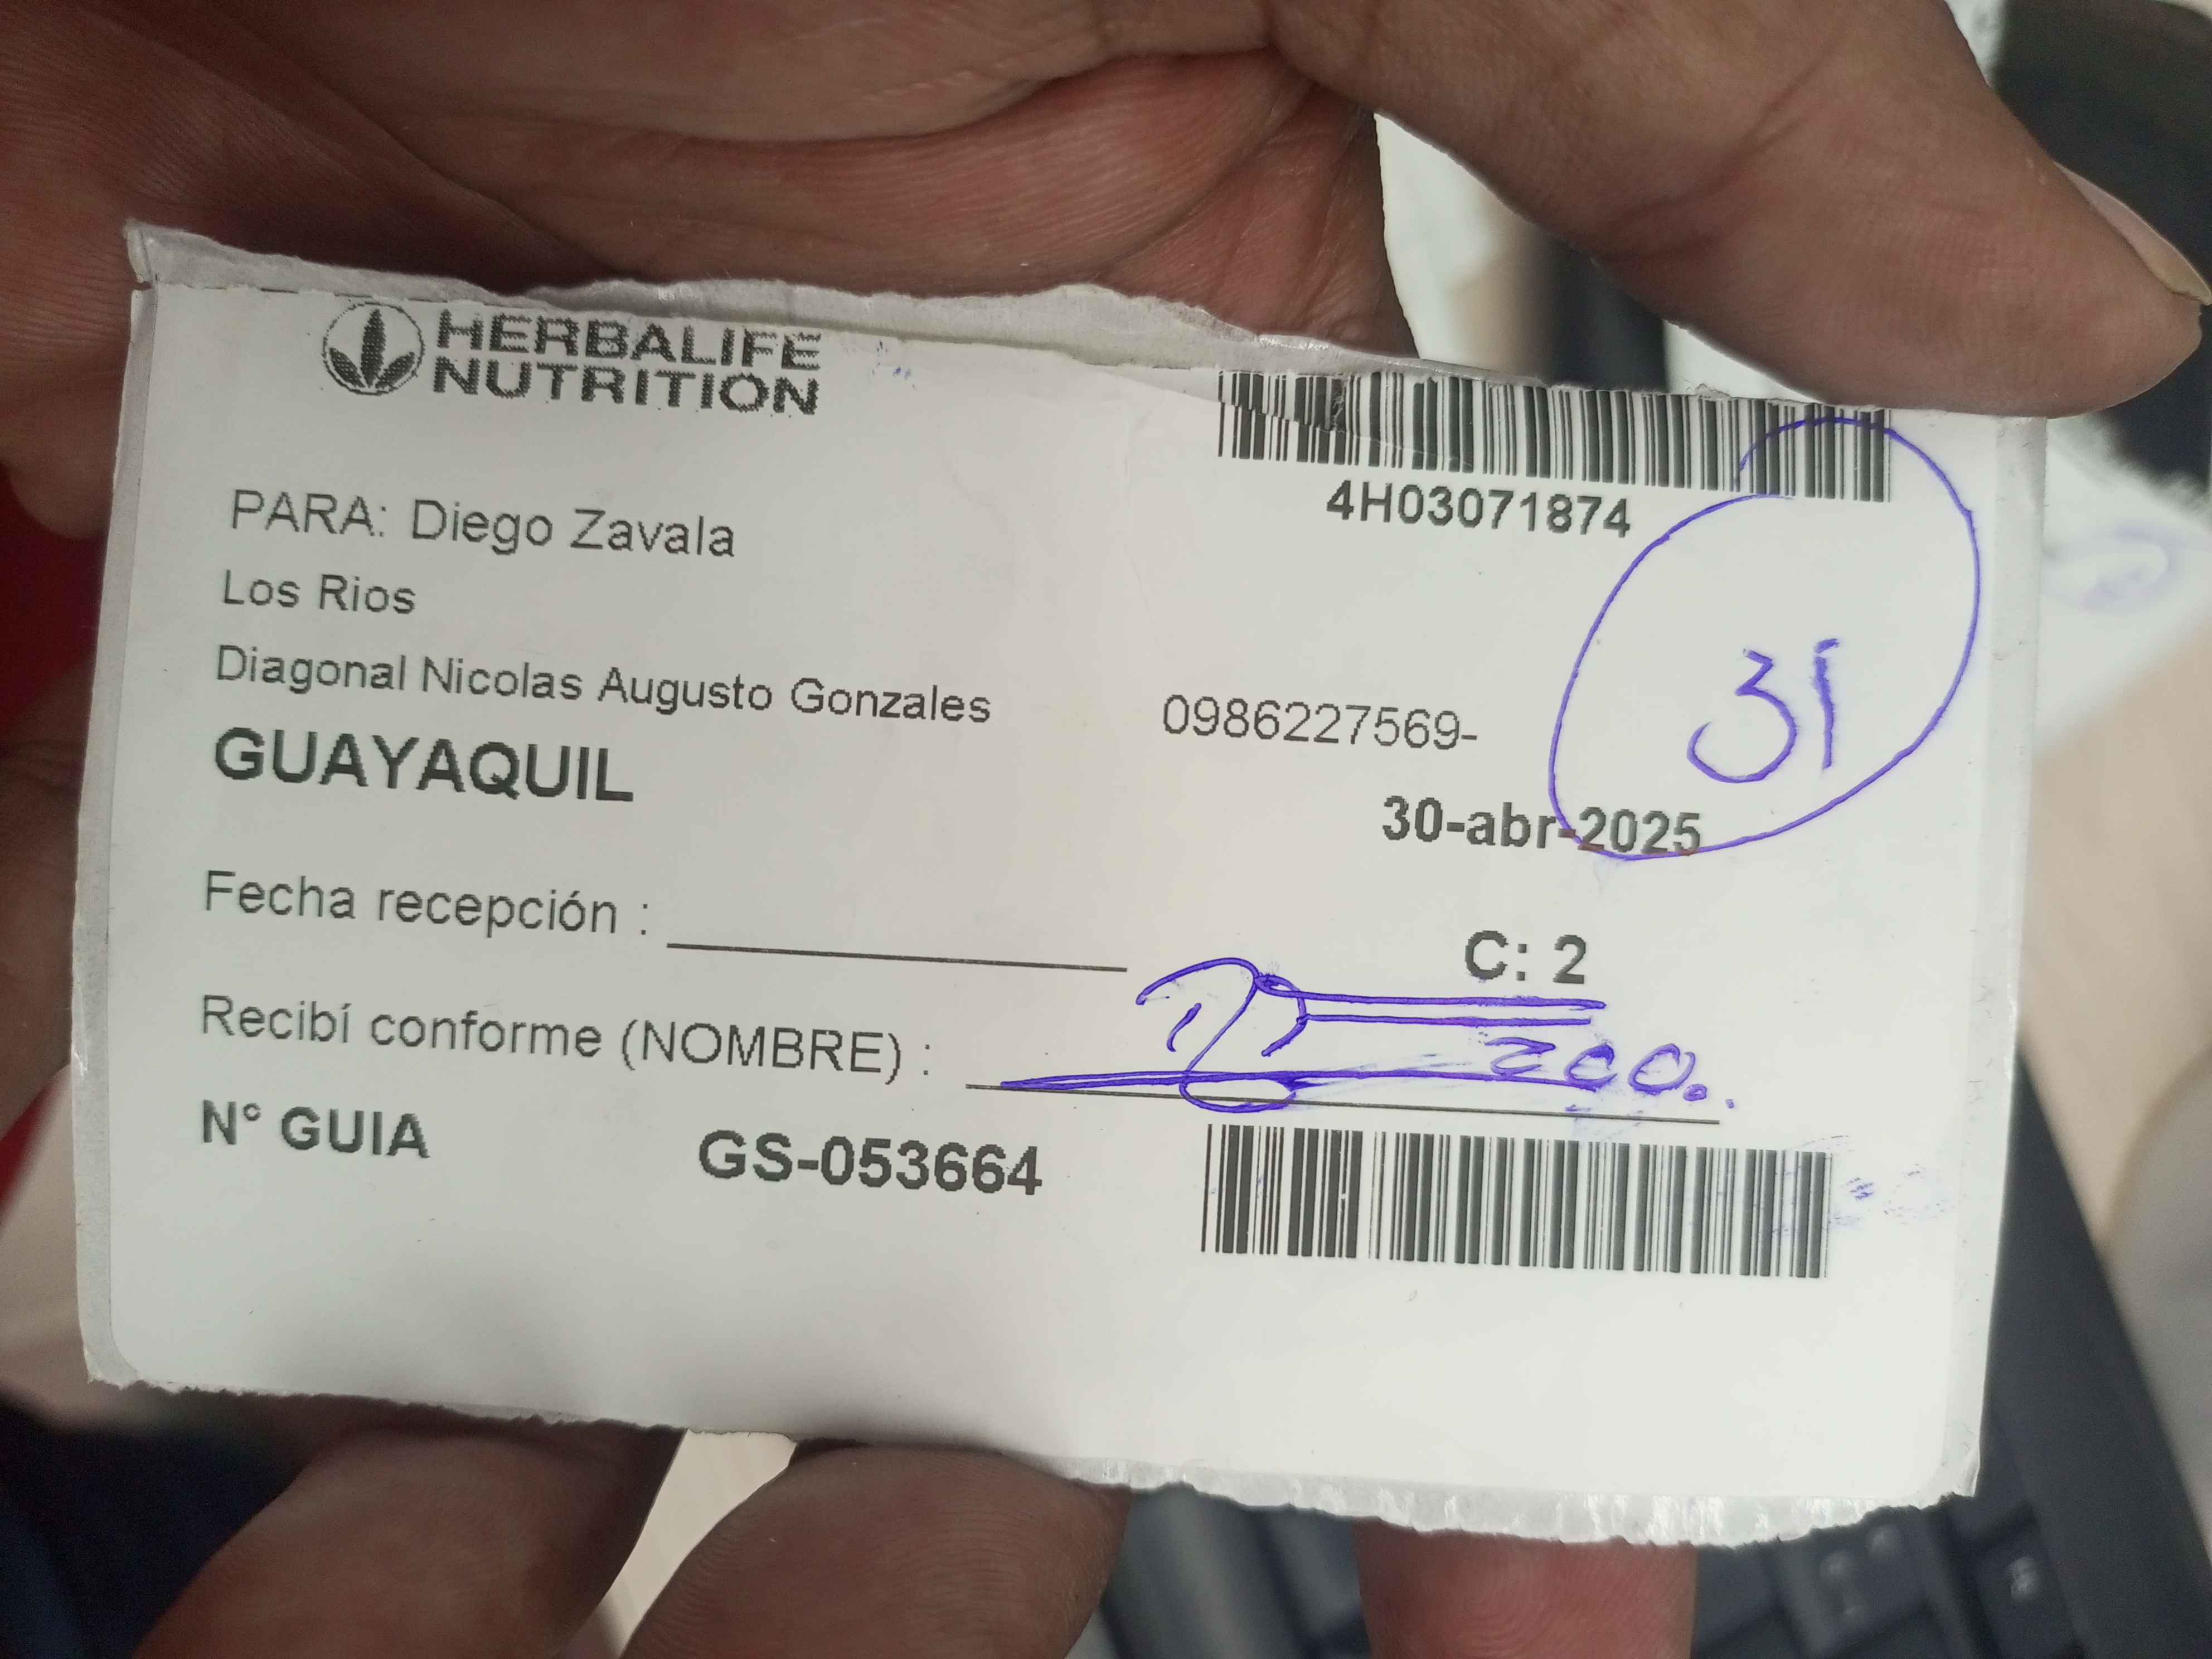 HERBALIFE
NUTRITION
4H03071874
PARA: Diego Zavala
Los Rios
31
Diagonal Nicolas Augusto Gonzales
0986227569-
GUAYAQUIL
30-abr-2025
Fecha recepción :
C: 2
Recibí conforme (NOMBRE) :
N° GUIA GS-053664